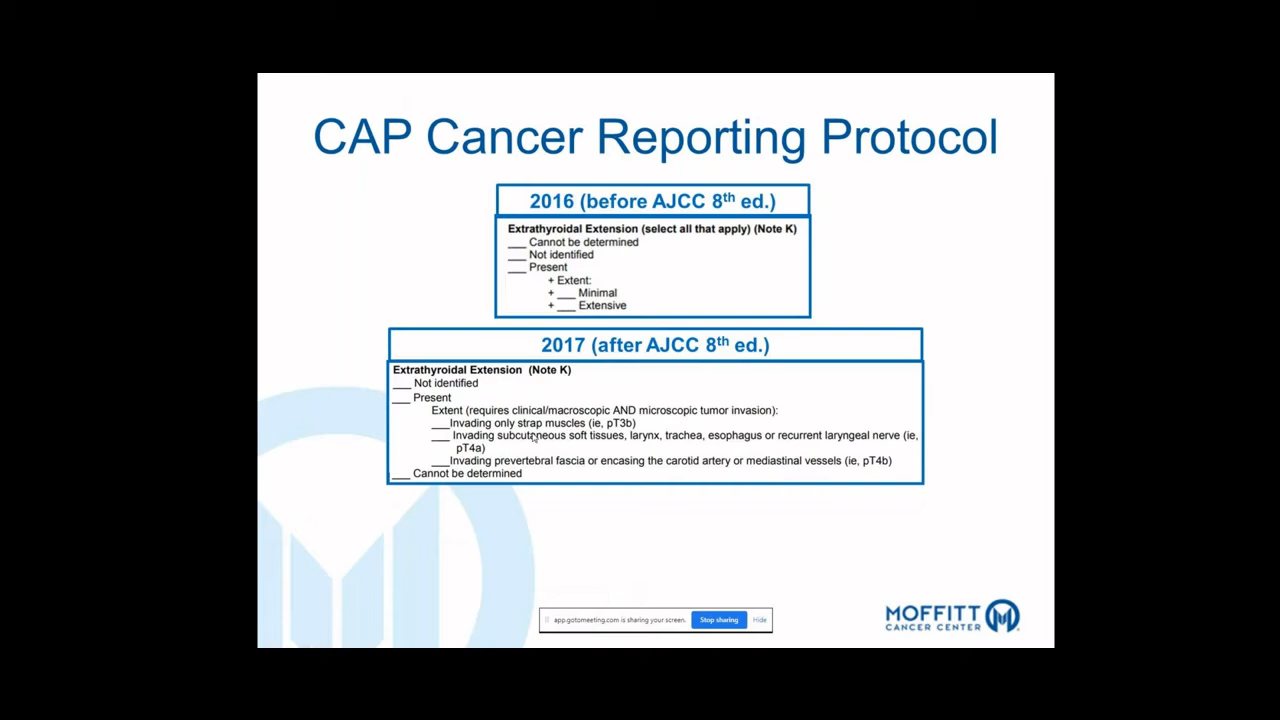 CAP Cancer Reporting Protocol
2016 (before AJCC 8th ed.)
Extrathyroidal Extension (select all that apply) (Note K)
___ Cannot be determined
___ Not identified
___ Present
+ Extent:
+ ___ Minimal
+ ___ Extensive
2017 (after AJCC 8th ed.)
Extrathyroidal Extension (Note K)
___ Not identified
___ Present
Extent (requires clinical/macroscopic AND microscopic tumor invasion):
___Invading only strap muscles (ie, pT3b)
___ Invading subcutaneous soft tissues, larynx, trachea, esophagus or recurrent laryngeal nerve (ie,
pT4a)
___Invading prevertebral fascia or encasing the carotid artery or mediastinal vessels (ie, pT4b)
___ Cannot be determined
app.gotomeeting.com is sharing your screen. Stop sharing Hide
MOFFITT
CANCER CENTER